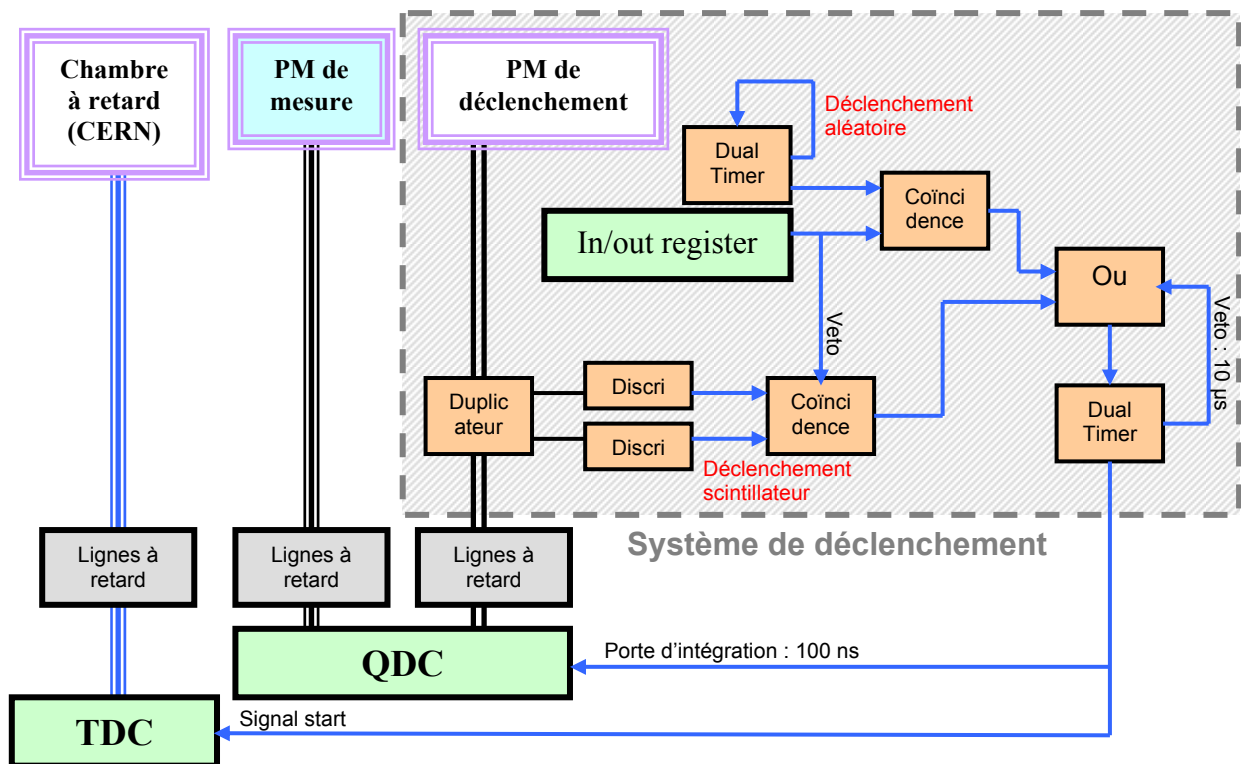 Chambre
à retard
(CERN)
PM de
mesure
PM de
déclenchement
Déclenchement
aléatoire
Dual
Timer
Coïnci
dence
In/out register
Ou
Veto
Veto : 10 µs
Duplic
ateur
Discri
Discri
Coïnci
dence
Dual
Timer
Déclenchement
scintillateur
Système de déclenchement
Lignes à
retard
Lignes à
retard
Lignes à
retard
QDC
Porte d’intégration : 100 ns
TDC
Signal start